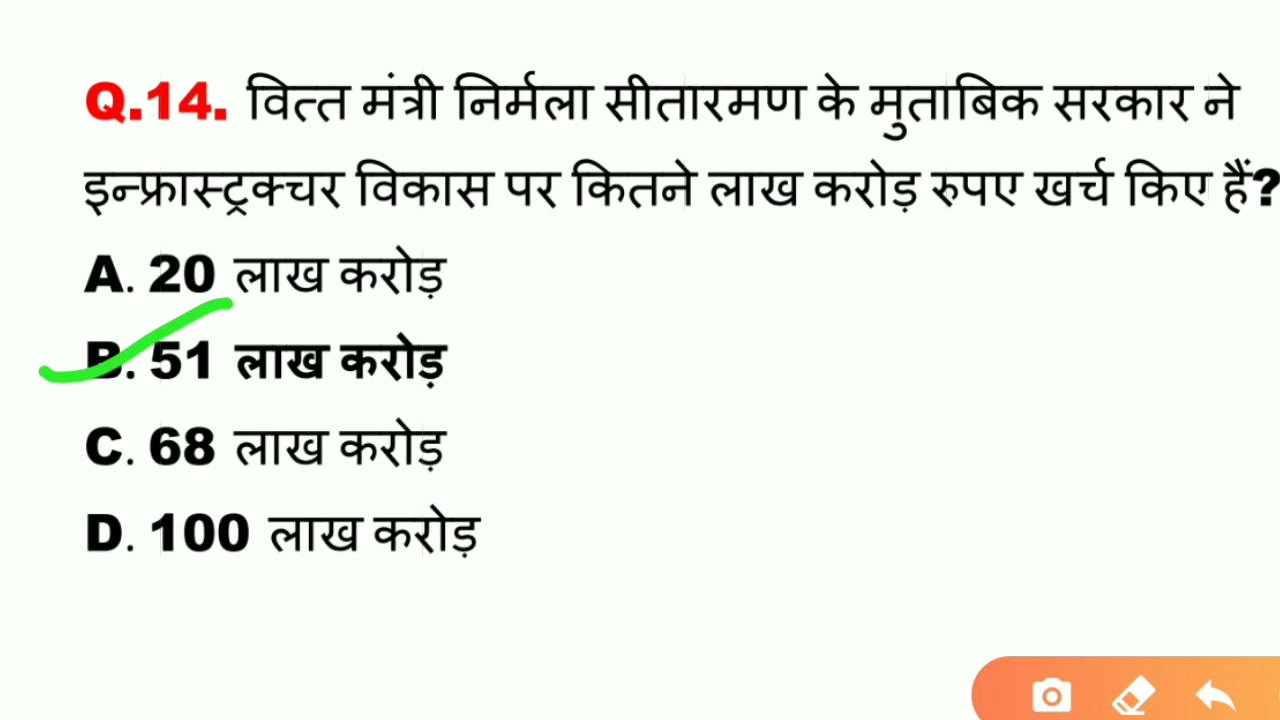 Q.14. वित्त मंत्री निर्मला सीतारमण के मुताबिक सरकार ने
इन्फ्रास्ट्रक्चर विकास पर कितने लाख करोड़ रुपए खर्च किए हैं?
A. 20 लाख करोड़
B. 51 लाख करोड़
C. 68 लाख करोड़
D. 100 लाख करोड़